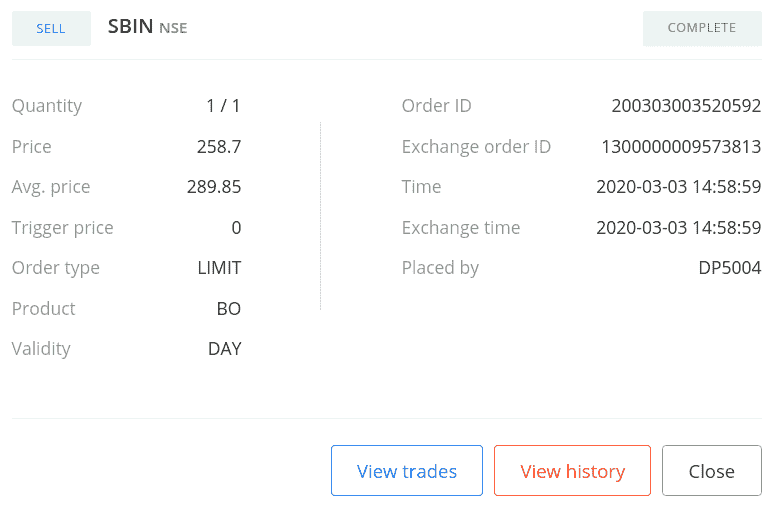 SELL SBIN NSE COMPLETE
Quantity 1 / 1
Price 258.7
Avg. price 289.85
Trigger price 0
Order type LIMIT
Product BO
Validity DAY
Order ID 200303003520592
Exchange order ID 1300000009573813
Time 2020-03-03 14:58:59
Exchange time 2020-03-03 14:58:59
Placed by DP5004
View trades View history Close